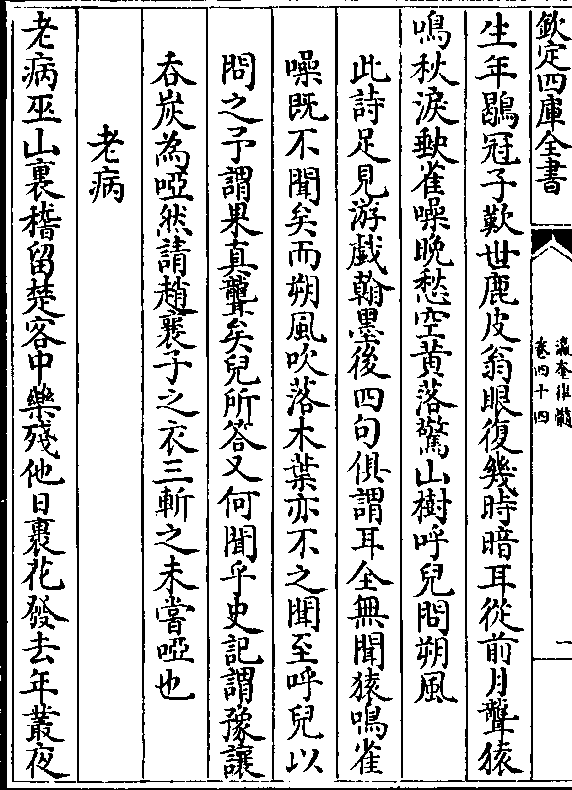 欽定四庫全書
瀛奎律髓
卷四十四
一
生年鶡冠子歎世鹿皮翁眼復幾時暗耳從前月聾猿
鳴秋淚缺雀噪晚愁空黃落驚山樹呼兒問朔風
此詩足見游戲翰墨後四句俱謂耳全無聞猿鳴雀
噪既不聞矣而朔風吹落木葉亦不之聞至呼兒以
問之予謂果真聾矣兒所答又何聞乎史記謂豫讓
吞炭為啞然請趙襄子之衣三斬之未嘗啞也
老病
老病巫山裏稽留楚客中藥殘他日裹花發去年叢夜